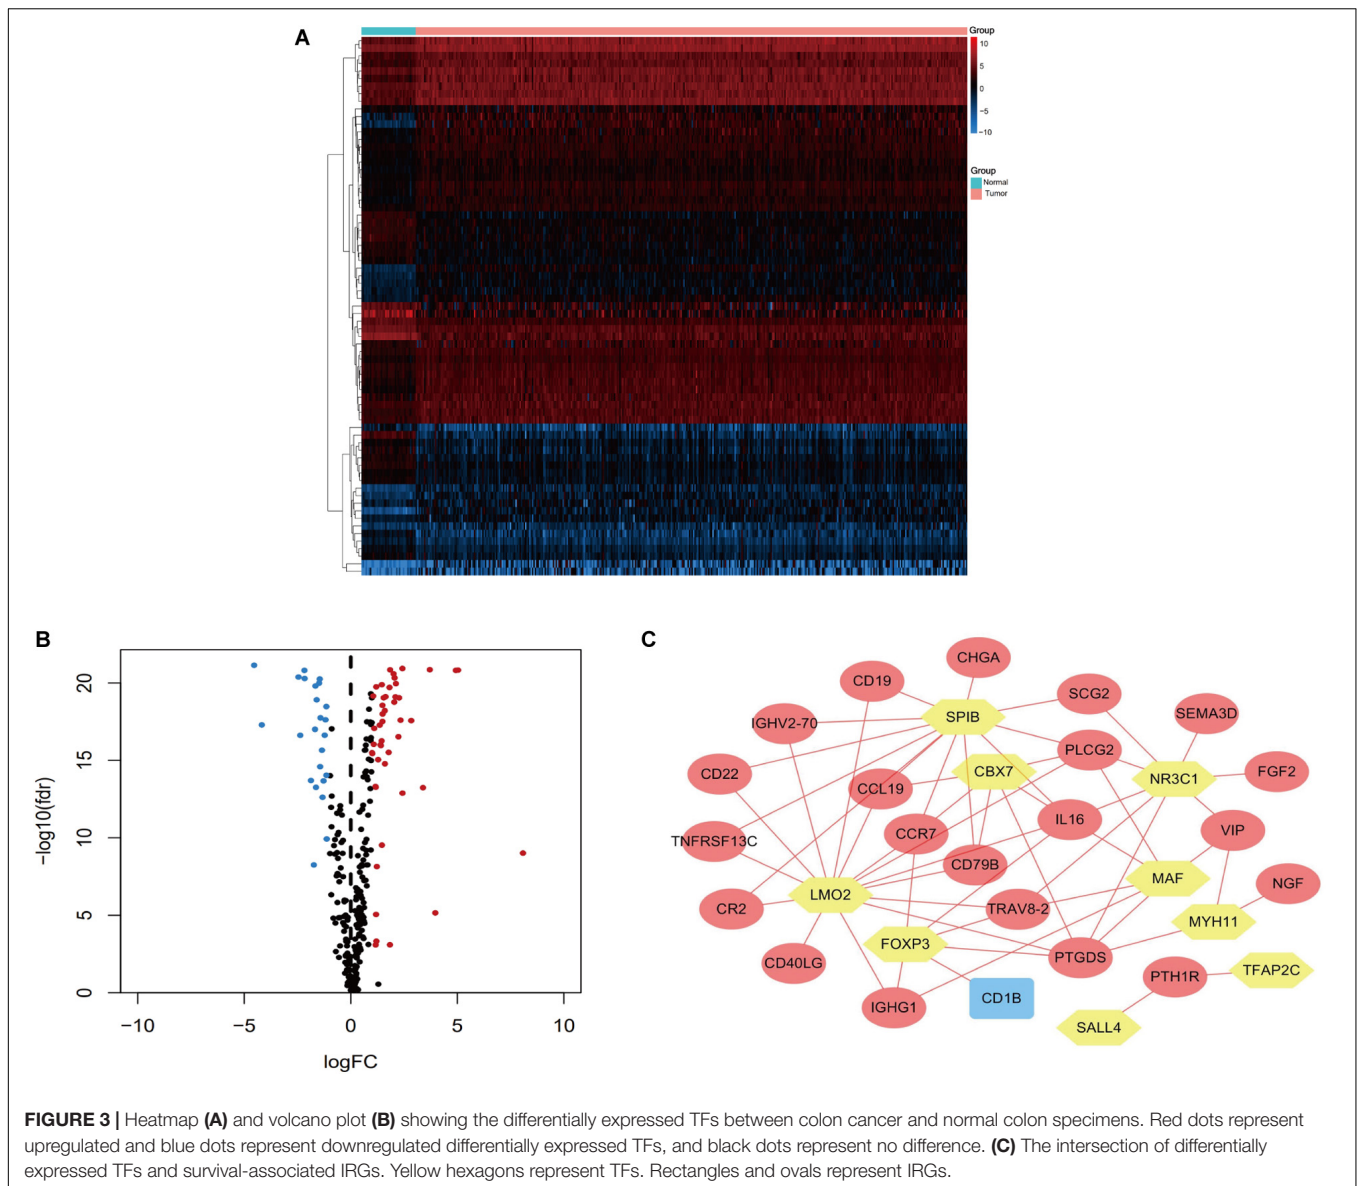 A
Group
10
5
0
−5
−10
Group
Normal
Tumor
B
−log10(fdr)
20
15
10
5
0
−10
−5
0
5
10
logFC
C
CHGA
CD19
SCG2
SEMA3D
IGHV2-70
SPIB
PLCG2
CD22
CBX7
NR3C1
FGF2
CCL19
IL16
VIP
TNFRSF13C
CCR7
CD79B
MAF
NGF
LMO2
CR2
TRAV8-2
MYH11
FOXP3
CD40LG
PTGDS
PTH1R
TFAP2C
IGHG1
CD1B
SALL4
FIGURE 3 | Heatmap (A) and volcano plot (B) showing the differentially expressed TFs between colon cancer and normal colon specimens. Red dots represent
upregulated and blue dots represent downregulated differentially expressed TFs, and black dots represent no difference. (C) The intersection of differentially
expressed TFs and survival-associated IRGs. Yellow hexagons represent TFs. Rectangles and ovals represent IRGs.